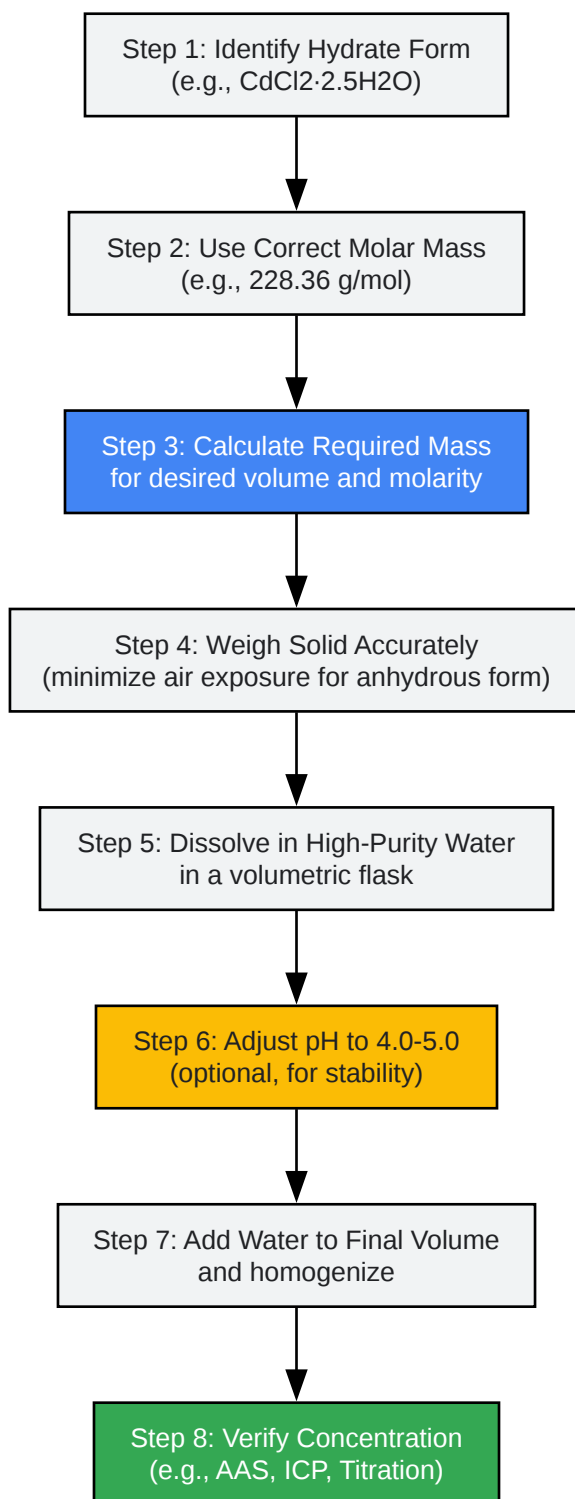 Step 1: Identify Hydrate Form
(e.g., CdCl2·2.5H2O)
Step 2: Use Correct Molar Mass
(e.g., 228.36 g/mol)
Step 3: Calculate Required Mass
for desired volume and molarity
Step 4: Weigh Solid Accurately
(minimize air exposure for anhydrous form)
Step 5: Dissolve in High-Purity Water
in a volumetric flask
Step 6: Adjust pH to 4.0-5.0
(optional, for stability)
Step 7: Add Water to Final Volume
and homogenize
Step 8: Verify Concentration
(e.g., AAS, ICP, Titration)